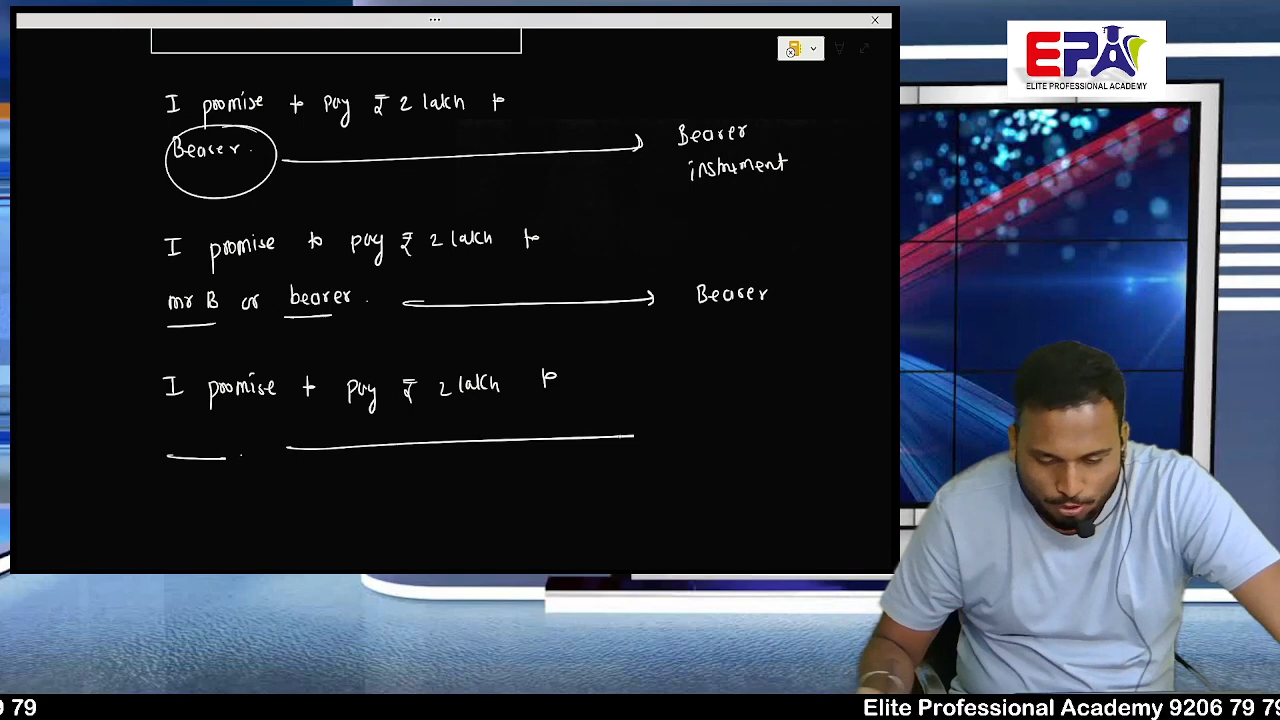 I promise to pay ₹ 2 lakh to
Bearer.
Bearer
instrument
I promise to pay ₹ 2 lakh to
mr B or bearer.
Bearer
I promise to pay ₹ 2 lakh to
EPA
ELITE PROFESSIONAL ACADEMY
9 79
Elite Professional Academy 9206 79 79